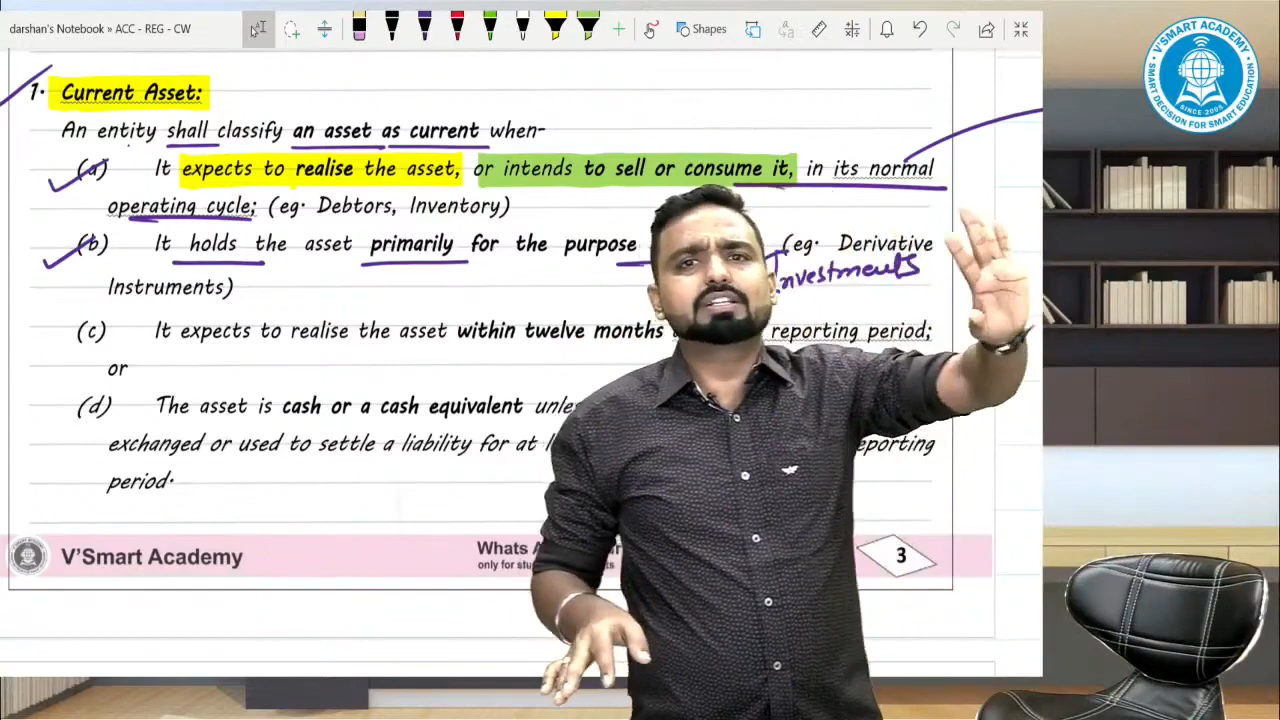 darshan's Notebook » ACC - REG - CW
Shapes
V'SMART ACADEMY
SINCE-2005
SMART DECISION FOR SMART EDUCATION
1. Current Asset:
An entity shall classify an asset as current when-
(a) It expects to realise the asset, or intends to sell or consume it, in its normal
operating cycle; (eg. Debtors, Inventory)
(b) It holds the asset primarily for the purpose (eg. Derivative
Investments
Instruments)
(c) It expects to realise the asset within twelve months reporting period;
or
(d) The asset is cash or a cash equivalent
exchanged or used to settle a liability for at
period.
V'Smart Academy
Whats
only for
3